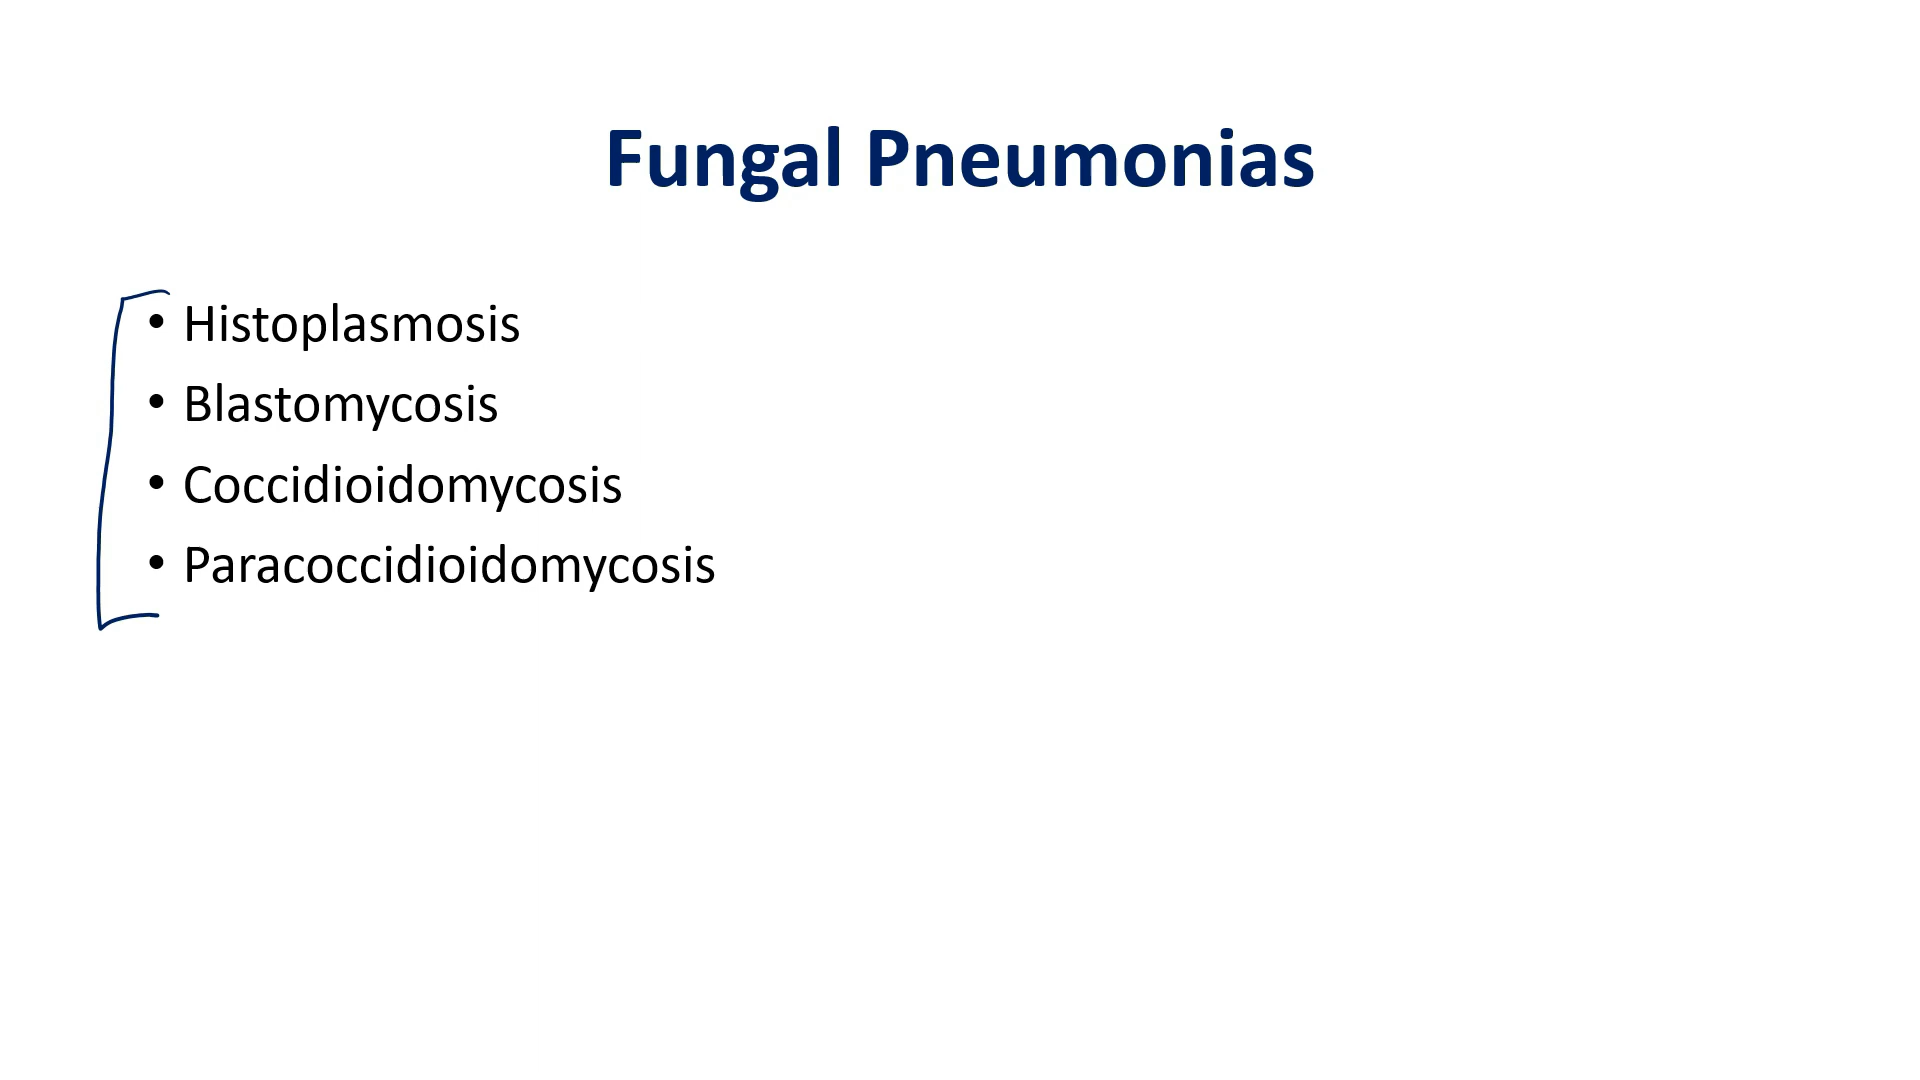 Fungal Pneumonias
• Histoplasmosis
• Blastomycosis
• Coccidioidomycosis
• Paracoccidioidomycosis